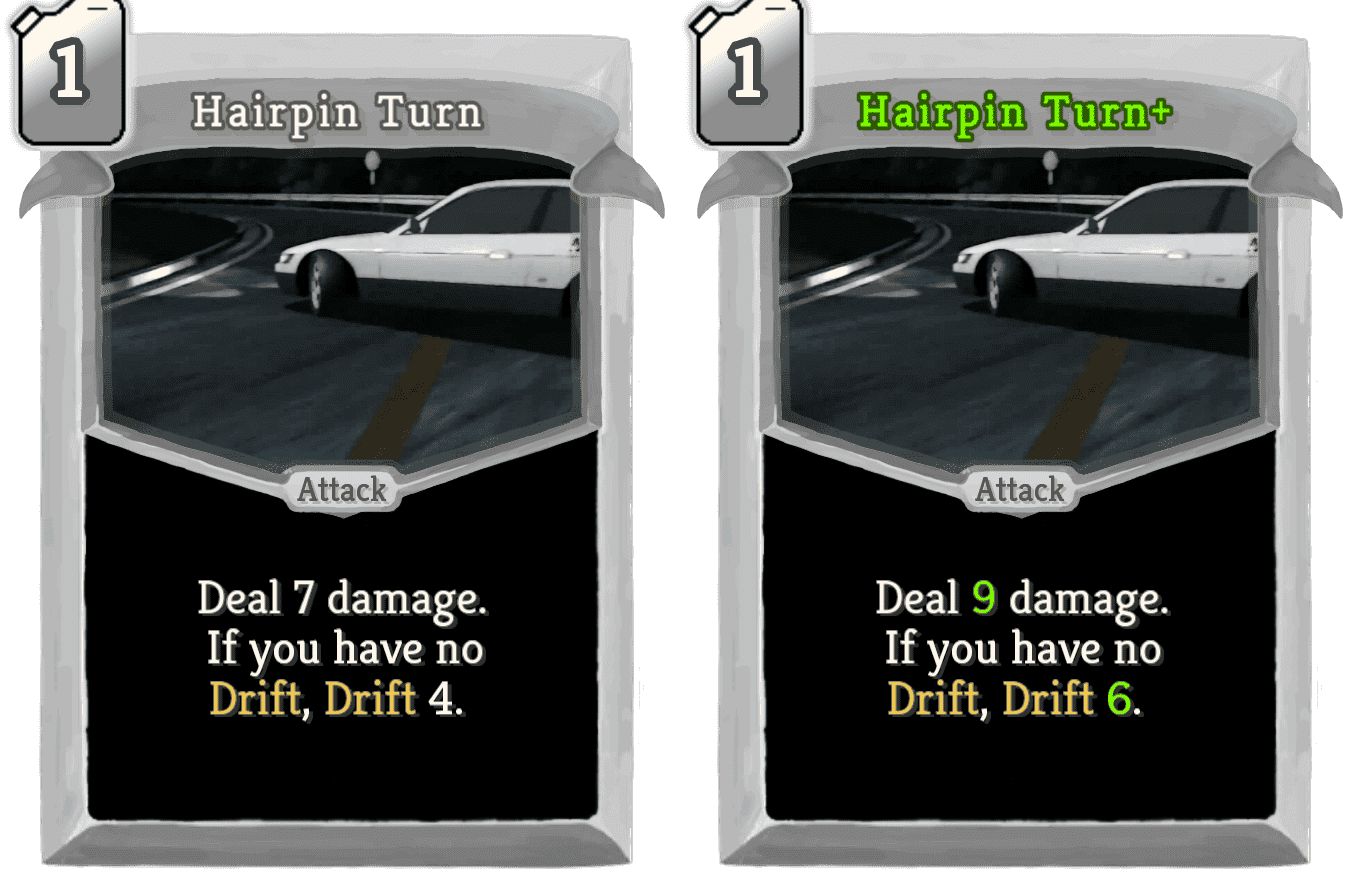 1
Hairpin Turn
Attack
Deal 7 damage.
If you have no
Drift, Drift 4.
1
Hairpin Turn+
Attack
Deal 9 damage.
If you have no
Drift, Drift 6.